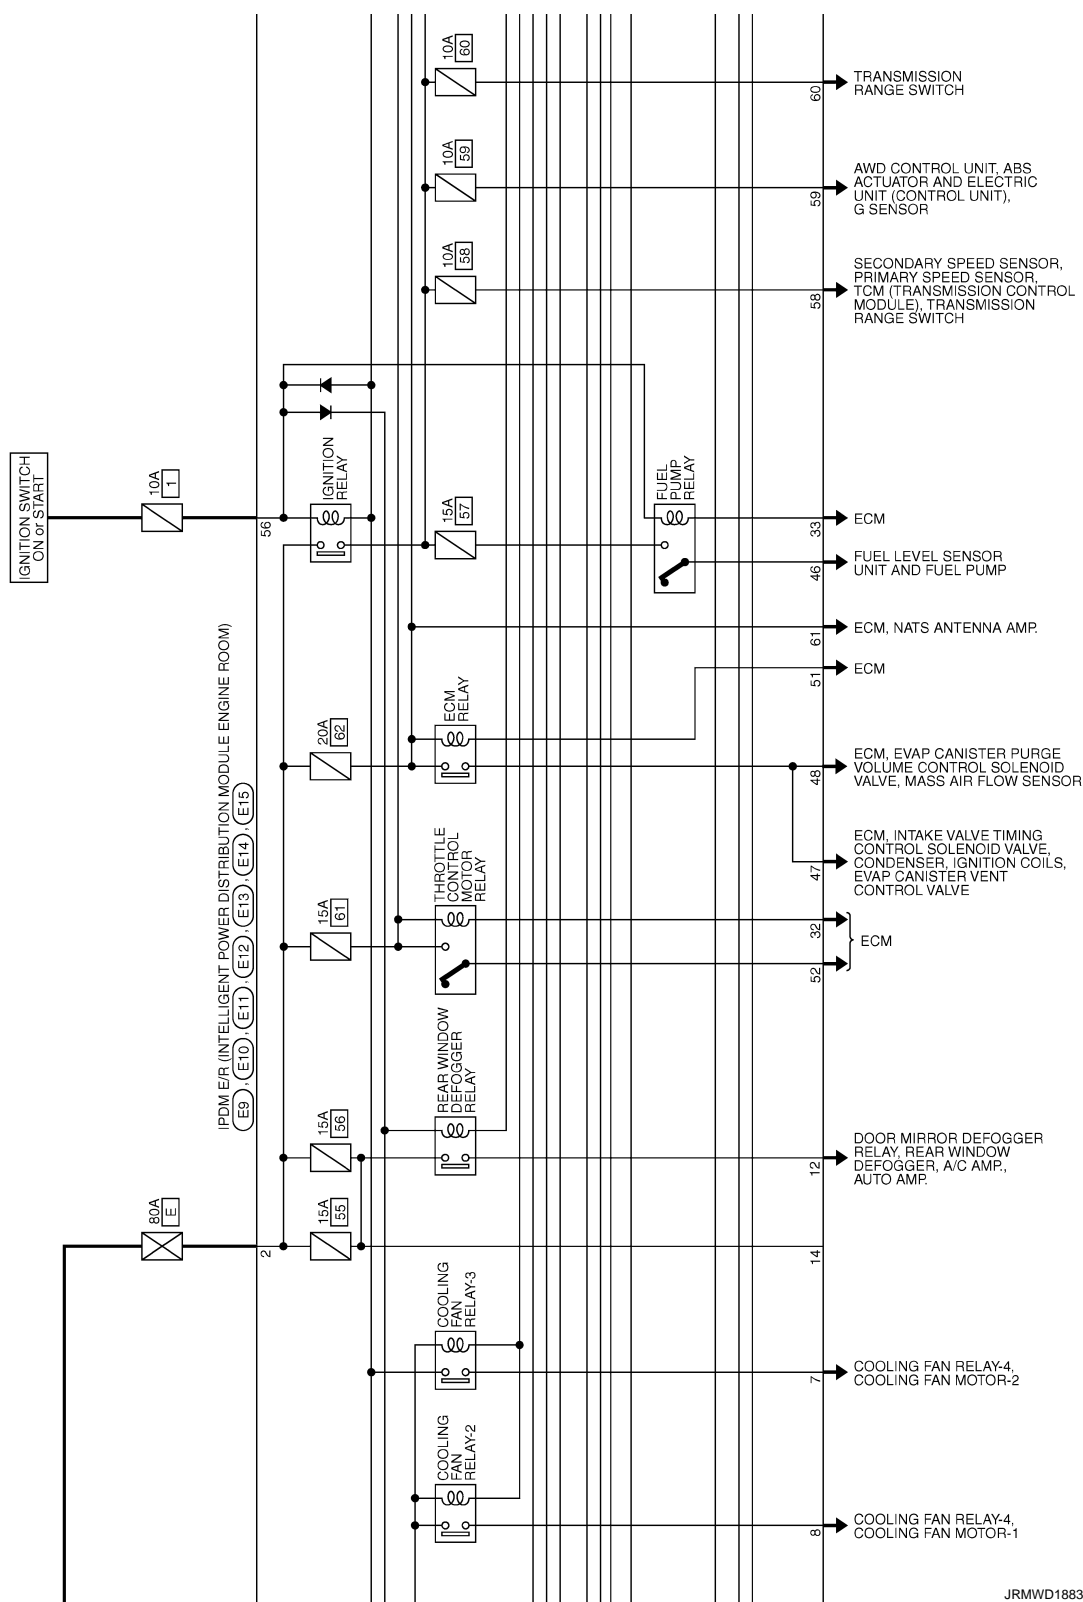 10A
60
60
TRANSMISSION
RANGE SWITCH
10A
59
59
AWD CONTROL UNIT, ABS
ACTUATOR AND ELECTRIC
UNIT (CONTROL UNIT),
G SENSOR
10A
58
58
SECONDARY SPEED SENSOR,
PRIMARY SPEED SENSOR,
TCM (TRANSMISSION CONTROL
MODULE), TRANSMISSION
RANGE SWITCH
IGNITION SWITCH
ON or START
10A
1
56
IGNITION
RELAY
15A
57
FUEL
PUMP
RELAY
33
ECM
46
FUEL LEVEL SENSOR
UNIT AND FUEL PUMP
61
ECM, NATS ANTENNA AMP.
51
ECM
IPDM E/R (INTELLIGENT POWER DISTRIBUTION MODULE ENGINE ROOM)
E9 , E10 , E11 , E12 , E13 , E14 , E15
20A
62
ECM
RELAY
48
ECM, EVAP CANISTER PURGE
VOLUME CONTROL SOLENOID
VALVE, MASS AIR FLOW SENSOR
47
ECM, INTAKE VALVE TIMING
CONTROL SOLENOID VALVE,
CONDENSER, IGNITION COILS,
EVAP CANISTER VENT
CONTROL VALVE
15A
61
THROTTLE
CONTROL
MOTOR
RELAY
32
52
ECM
15A
56
REAR WINDOW
DEFOGGER
RELAY
12
DOOR MIRROR DEFOGGER
RELAY, REAR WINDOW
DEFOGGER, A/C AMP.,
AUTO AMP.
80A
E
2
15A
55
14
COOLING
FAN
RELAY-3
7
COOLING FAN RELAY-4,
COOLING FAN MOTOR-2
COOLING
FAN
RELAY-2
8
COOLING FAN RELAY-4,
COOLING FAN MOTOR-1
JRMWD1883